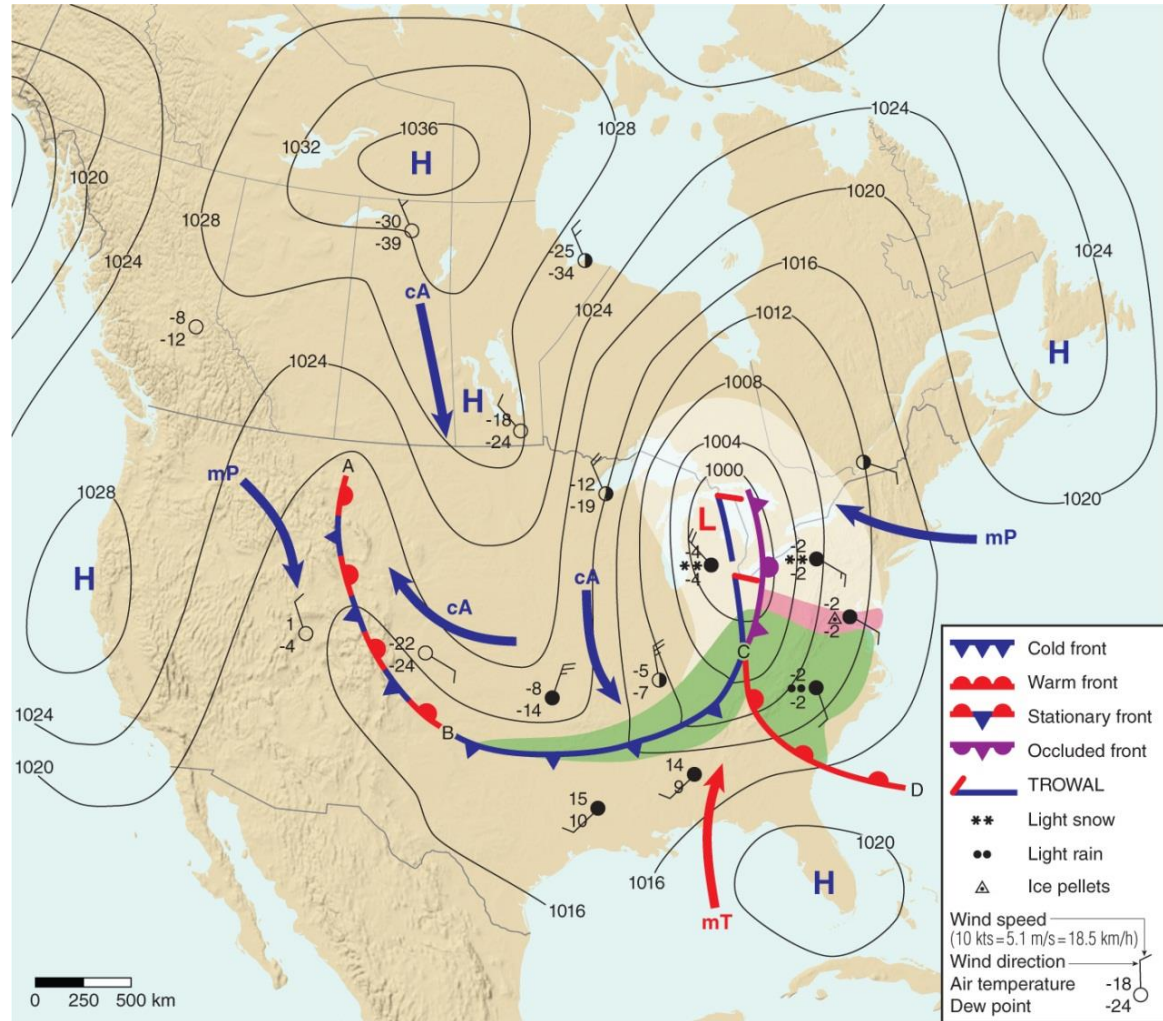 1024
1036
1028
1032
H
1020
1020
-30
-39
1028
-25
-34
1024
1016
1024
cA
1024
1012
-8
-12
H
1024
1008
H
-18
-24
1004
A
mP
-12
-19
1000
1020
1028
L
mP
H
-4
**
-4
-2
**
-2
cA
cA
1
-4
-2
-2
C
-22
-24
-5
-7
-8
-14
-2
-2
1024
B
14
9
D
1020
15
10
1020
1016
H
1016
mT
Cold front
Warm front
Stationary front
Occluded front
TROWAL
** Light snow
Light rain
Ice pellets
Wind speed
(10 kts=5.1 m/s=18.5 km/h)
Wind direction
Air temperature -18
Dew point -24
0 250 500 km